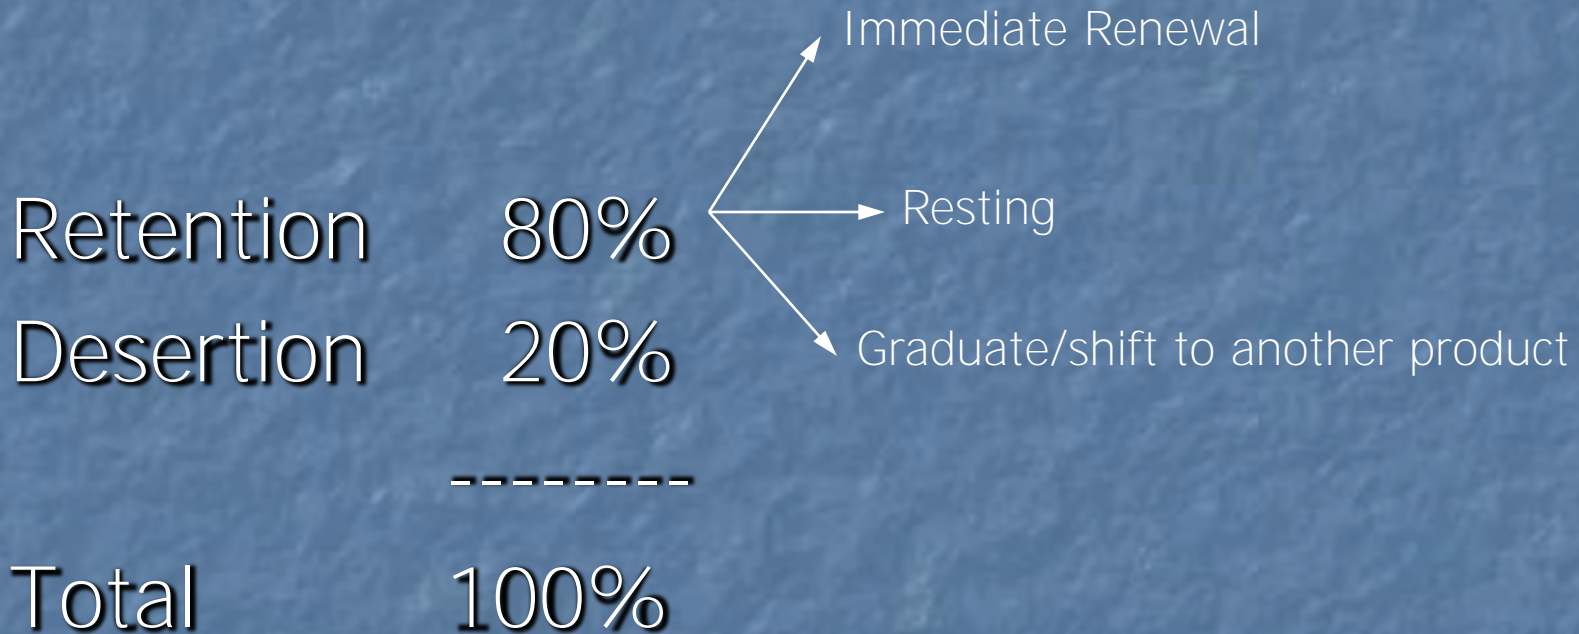 Immediate Renewal
Retention 80%
Resting
Desertion 20%
Graduate/shift to another product
--------
Total 100%